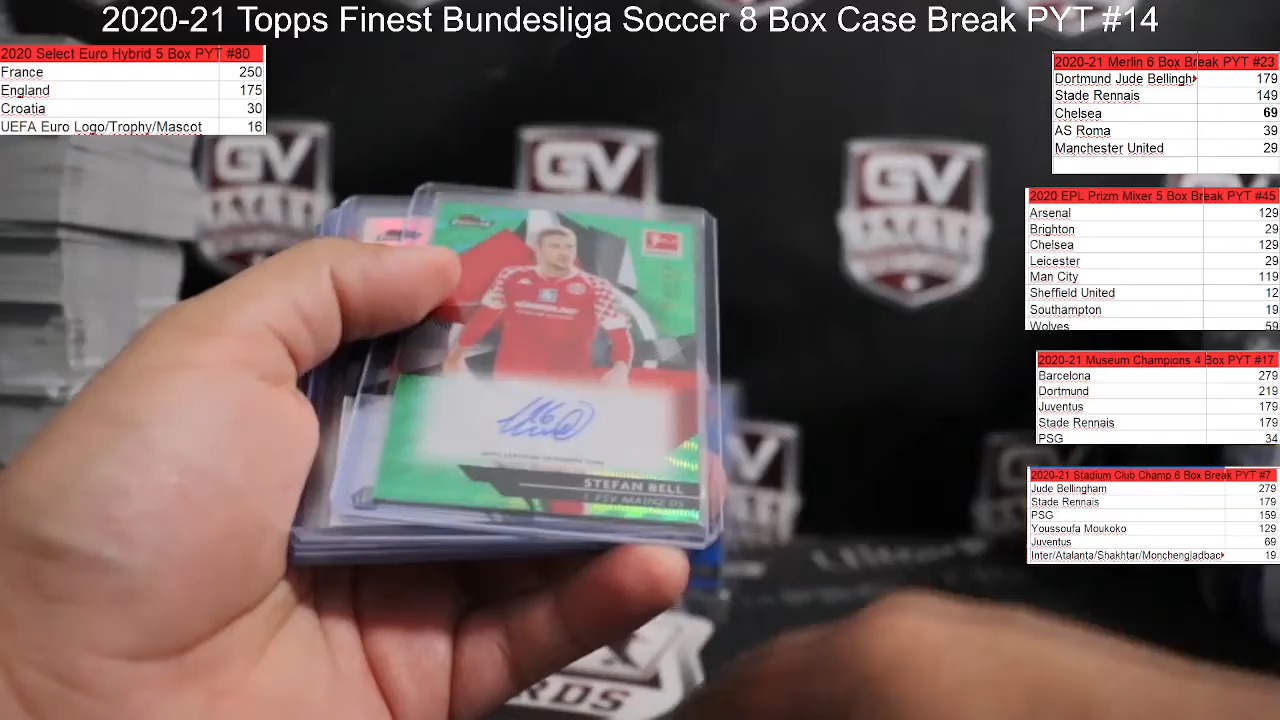 2020-21 Topps Finest Bundesliga Soccer 8 Box Case Break PYT #14
2020 Select Euro Hybrid 5 Box PYT #80
France 250
England 175
Croatia 30
UEFA Euro Logo/Trophy/Mascot 16
2020-21 Merlin 6 Box Break PYT #23
Dortmund Jude Bellingh
179
Stade Rennais 149
Chelsea 69
AS Roma 39
Manchester United 29
2020 EPL Prizm Mixer 5 Box Break PYT #45
Arsenal 129
Brighton 29
Chelsea 129
Leicester 29
Man City 119
Sheffield United 12
Southampton 19
Wolves 59
2020-21 Museum Champions 4 Box PYT #17
Barcelona 279
Dortmund 219
Juventus 179
Stade Rennais 179
PSG 34
2020-21 Stadium Club Champ 6 Box Break PYT #7
Jude Bellingham 279
Stade Rennais 179
PSG 159
Youssoufa Moukoko 129
Juventus 69
Inter/Atalanta/Shakhtar/Monchengladbac 19
GV
GV
GV
STEFAN BELL
1. FSV MAINZ 05